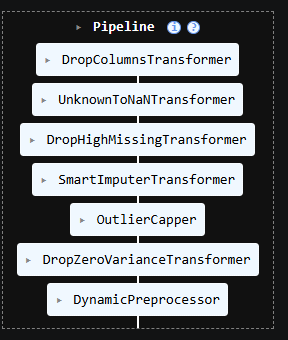 Pipeline i ?
DropColumnsTransformer
UnknownToNaNTransformer
DropHighMissingTransformer
SmartImputerTransformer
OutlierCapper
DropZeroVarianceTransformer
DynamicPreprocessor